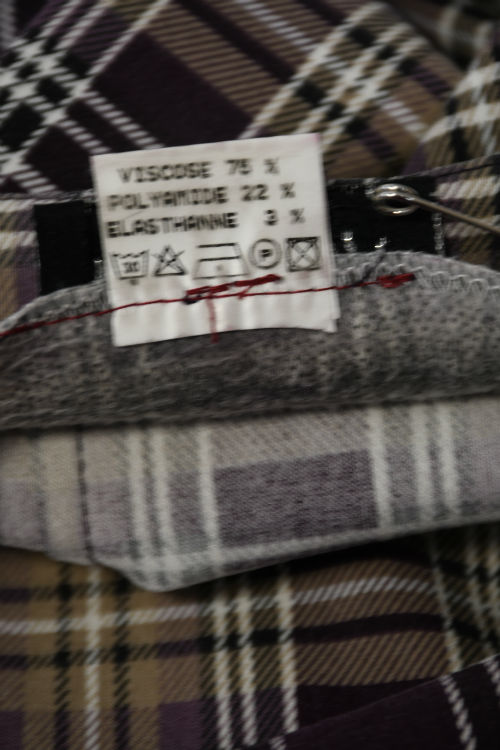 VISCOSE 75 %
POLYAMIDE 22 %
ELASTHANNE 3 %
P